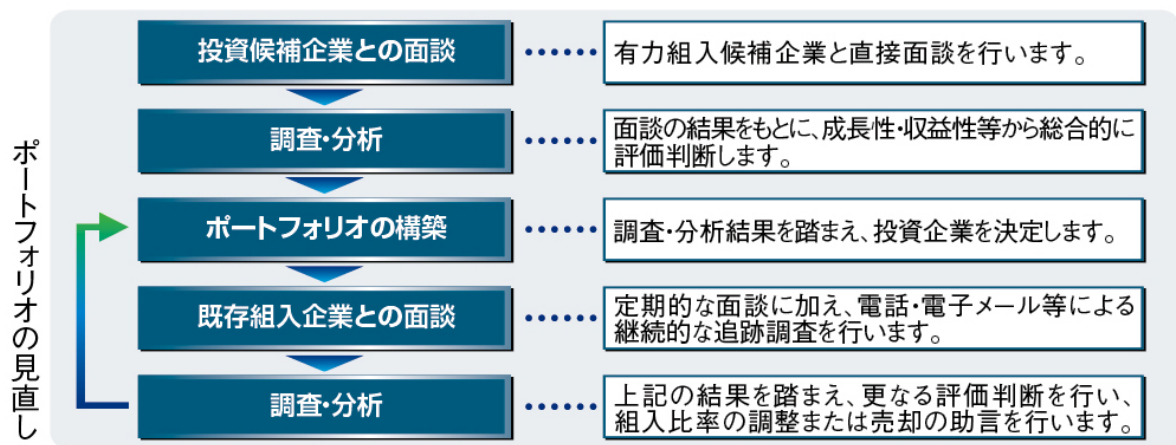 投資候補企業との面談
有力組入候補企業と直接面談を行います。
調査・分析
面談の結果をもとに、成長性・収益性等から総合的に
評価判断します。
ポートフォリオの構築
調査・分析結果を踏まえ、投資企業を決定します。
既存組入企業との面談
定期的な面談に加え、電話・電子メール等による
継続的な追跡調査を行います。
調査・分析
上記の結果を踏まえ、更なる評価判断を行い、
組入比率の調整または売却の助言を行います。
ポートフォリオの見直し